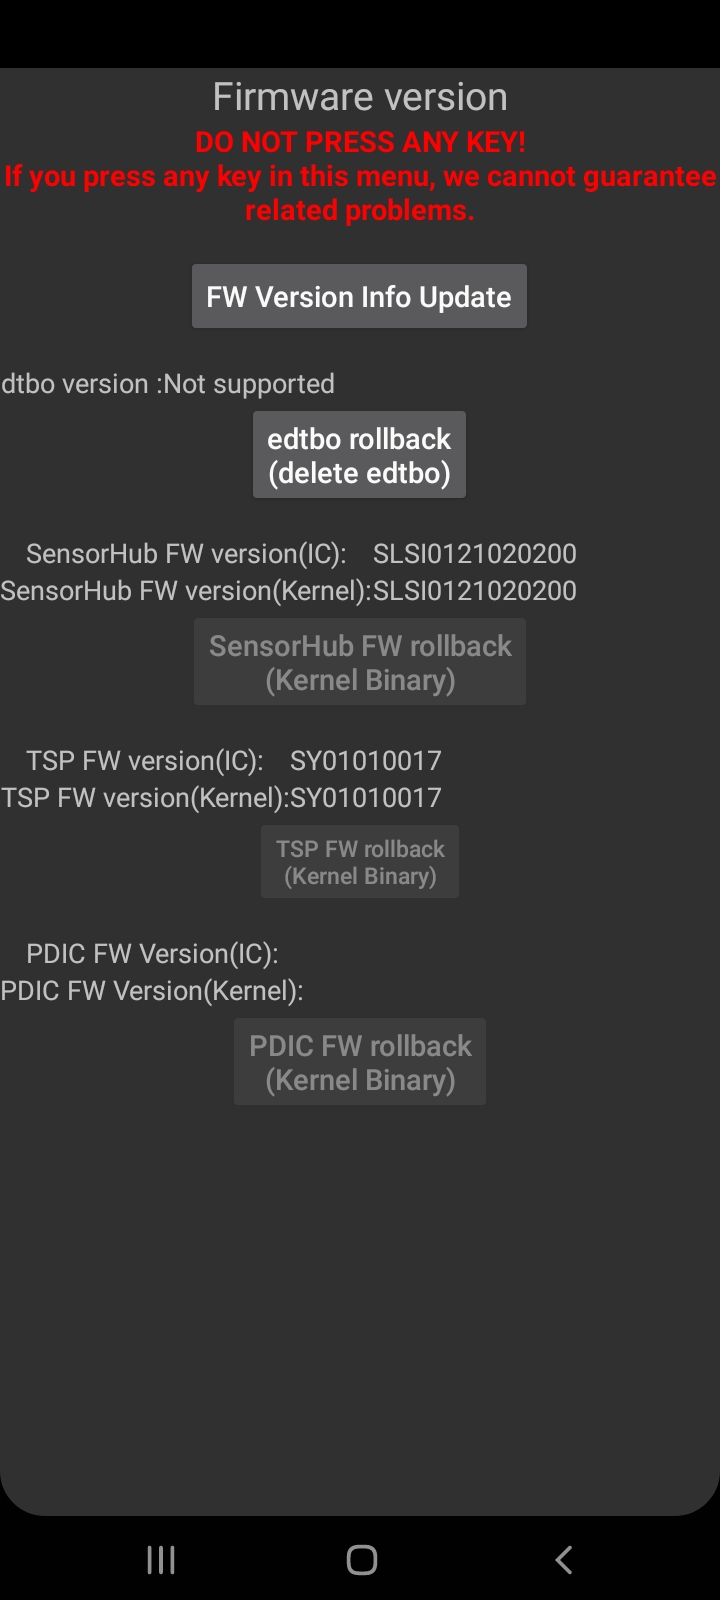 Firmware version
DO NOT PRESS ANY KEY!
If you press any key in this menu, we cannot guarantee
related problems.
FW Version Info Update
dtbo version :Not supported
edtbo rollback
(delete edtbo)
SensorHub FW version(IC): SLSI0121020200
SensorHub FW version(Kernel):SLSI0121020200
SensorHub FW rollback
(Kernel Binary)
TSP FW version(IC): SY01010017
TSP FW version(Kernel):SY01010017
TSP FW rollback
(Kernel Binary)
PDIC FW Version(IC):
PDIC FW Version(Kernel):
PDIC FW rollback
(Kernel Binary)